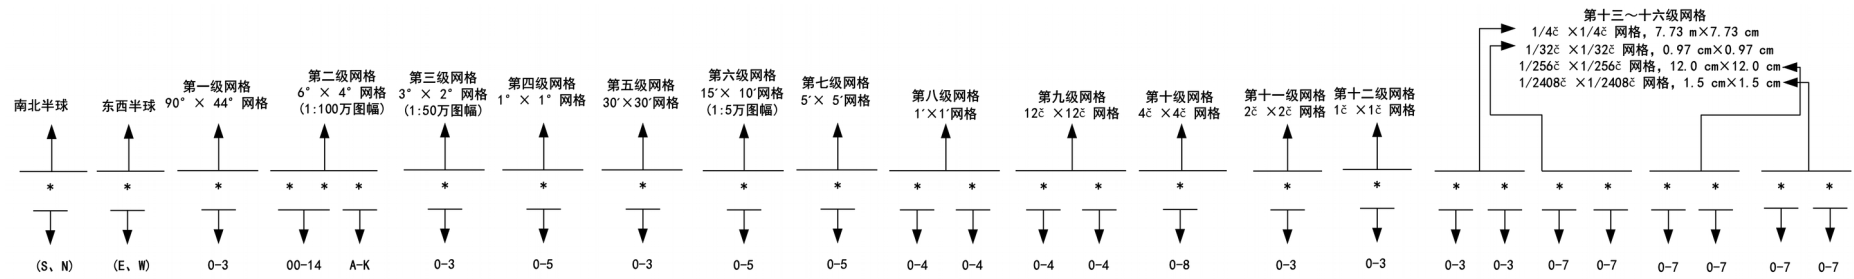 南北半球
东西半球
第一级网格
90° × 44° 网格
第二级网格
6° × 4° 网格
(1:100万图幅)
第三级网格
3° × 2° 网格
(1:50万图幅)
第四级网格
1° × 1° 网格
第五级网格
30′×30′网格
第六级网格
15′× 10′网格
(1:5万图幅)
第七级网格
5′× 5′网格
第八级网格
1′×1′网格
第九级网格
12č ×12č 网格
第十级网格
4č ×4č 网格
第十一级网格
2č ×2č 网格
第十二级网格
1č ×1č 网格
第十三～十六级网格
1/4č ×1/4č 网格, 7.73 m×7.73 cm
1/32č ×1/32č 网格, 0.97 cm×0.97 cm
1/256č ×1/256č 网格, 12.0 cm×12.0 cm
1/2408č ×1/2408č 网格, 1.5 cm×1.5 cm
* * * * * * * * * * * * * * * * * * * * * * * * * *
(S、N) (E、W) 0-3 00-14 A-K 0-3 0-5 0-3 0-5 0-5 0-4 0-4 0-4 0-4 0-8 0-3 0-3 0-3 0-3 0-7 0-7 0-7 0-7 0-7 0-7